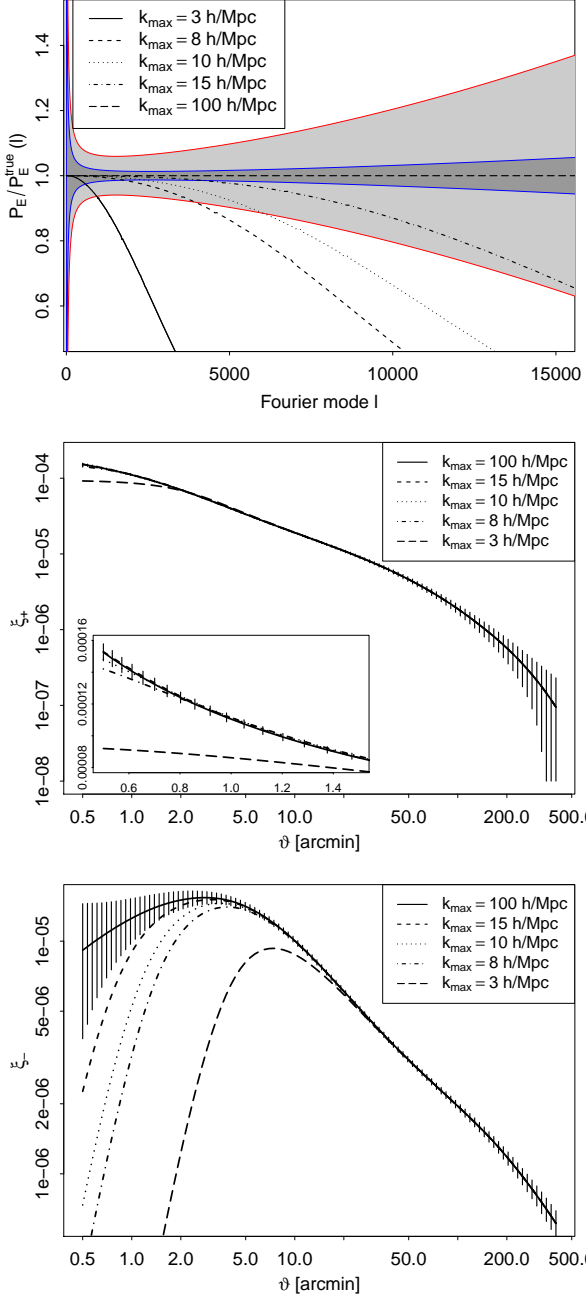 k_max = 3 h/Mpc
k_max = 8 h/Mpc
k_max = 10 h/Mpc
k_max = 15 h/Mpc
k_max = 100 h/Mpc
P_E / P_E^true (l)
1.4
1.2
1.0
0.8
0.6
0
5000
10000
15000
Fourier mode l
k_max = 100 h/Mpc
k_max = 15 h/Mpc
k_max = 10 h/Mpc
k_max = 8 h/Mpc
k_max = 3 h/Mpc
ξ+
1e−04
1e−05
1e−06
1e−07
1e−08
0.00016
0.00012
0.00008
0.6
0.8
1.0
1.2
1.4
0.5
1.0
2.0
5.0
10.0
50.0
200.0
500.0
ϑ [arcmin]
k_max = 100 h/Mpc
k_max = 15 h/Mpc
k_max = 10 h/Mpc
k_max = 8 h/Mpc
k_max = 3 h/Mpc
ξ−
1e−05
5e−06
2e−06
1e−06
0.5
1.0
2.0
5.0
10.0
50.0
200.0
500.0
ϑ [arcmin]